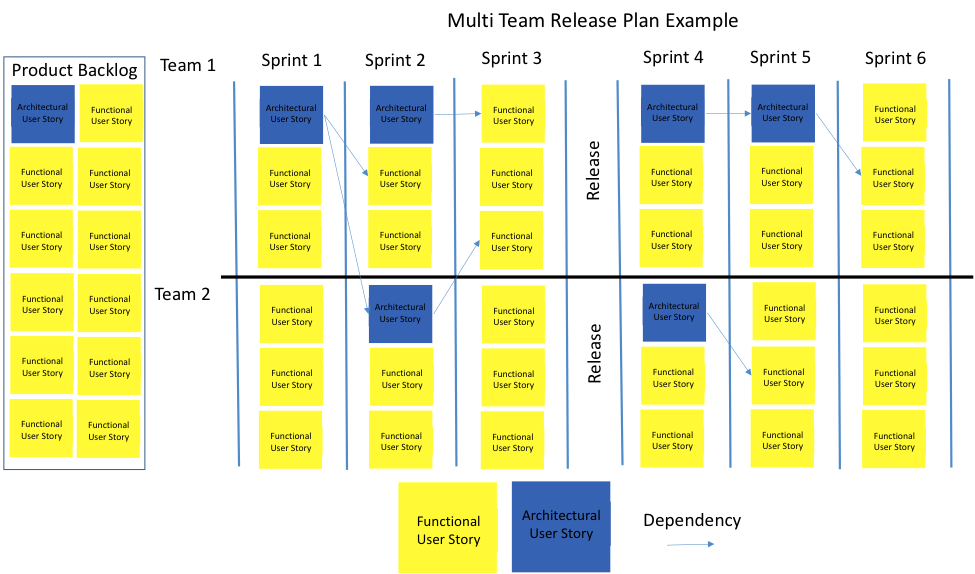 Multi Team Release Plan Example
Product Backlog
Architectural
User Story
Functional
User Story
Functional
User Story
Functional
User Story
Functional
User Story
Functional
User Story
Functional
User Story
Functional
User Story
Functional
User Story
Functional
User Story
Functional
User Story
Functional
User Story
Team 1
Sprint 1
Sprint 2
Sprint 3
Sprint 4
Sprint 5
Sprint 6
Architectural
User Story
Architectural
User Story
Functional
User Story
Architectural
User Story
Architectural
User Story
Functional
User Story
Functional
User Story
Functional
User Story
Functional
User Story
Release
Functional
User Story
Functional
User Story
Functional
User Story
Functional
User Story
Functional
User Story
Functional
User Story
Functional
User Story
Functional
User Story
Functional
User Story
Team 2
Functional
User Story
Architectural
User Story
Functional
User Story
Architectural
User Story
Functional
User Story
Functional
User Story
Functional
User Story
Functional
User Story
Functional
User Story
Release
Functional
User Story
Functional
User Story
Functional
User Story
Functional
User Story
Functional
User Story
Functional
User Story
Functional
User Story
Functional
User Story
Functional
User Story
Functional
User Story
Architectural
User Story
Dependency